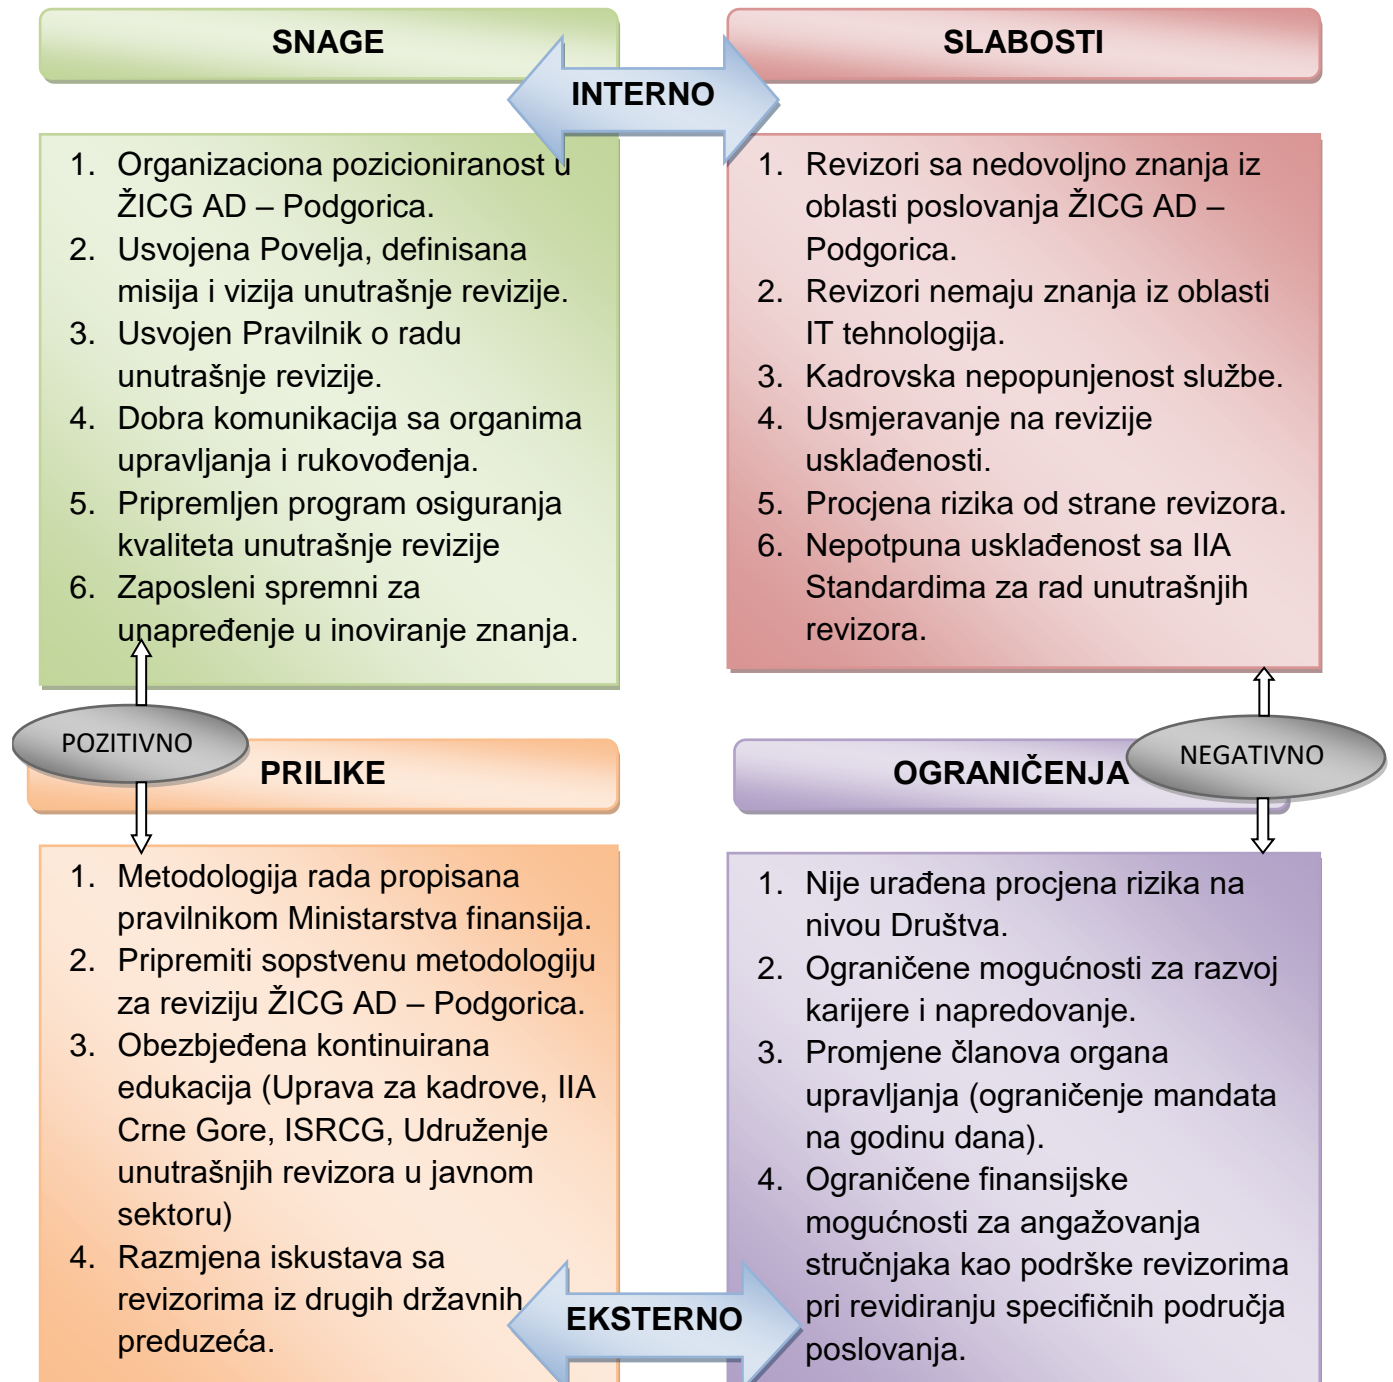 SNAGE
SLABOSTI
INTERNO
1. Organizaciona pozicioniranost u
ŽICG AD – Podgorica.
2. Usvojena Povelja, definisana
misija i vizija unutrašnje revizije.
3. Usvojen Pravilnik o radu
unutrašnje revizije.
4. Dobra komunikacija sa organima
upravljanja i rukovođenja.
5. Pripremljen program osiguranja
kvaliteta unutrašnje revizije
6. Zaposleni spremni za
unapređenje u inoviranje znanja.
1. Revizori sa nedovoljno znanja iz
oblasti poslovanja ŽICG AD –
Podgorica.
2. Revizori nemaju znanja iz oblasti
IT tehnologija.
3. Kadrovska nepopunjenost službe.
4. Usmjeravanje na revizije
usklađenosti.
5. Procjena rizika od strane revizora.
6. Nepotpuna usklađenost sa IIA
Standardima za rad unutrašnjih
revizora.
POZITIVNO
NEGATIVNO
PRILIKE
OGRANIČENJA
1. Metodologija rada propisana
pravilnikom Ministarstva finansija.
2. Pripremiti sopstvenu metodologiju
za reviziju ŽICG AD – Podgorica.
3. Obezbjeđena kontinuirana
edukacija (Uprava za kadrove, IIA
Crne Gore, ISRCG, Udruženje
unutrašnjih revizora u javnom
sektoru)
4. Razmjena iskustava sa
revizorima iz drugih državnih
preduzeća.
1. Nije urađena procjena rizika na
nivou Društva.
2. Ograničene mogućnosti za razvoj
karijere i napredovanje.
3. Promjene članova organa
upravljanja (ograničenje mandata
na godinu dana).
4. Ograničene finansijske
mogućnosti za angažovanja
stručnjaka kao podrške revizorima
pri revidiranju specifičnih područja
poslovanja.
EKSTERNO